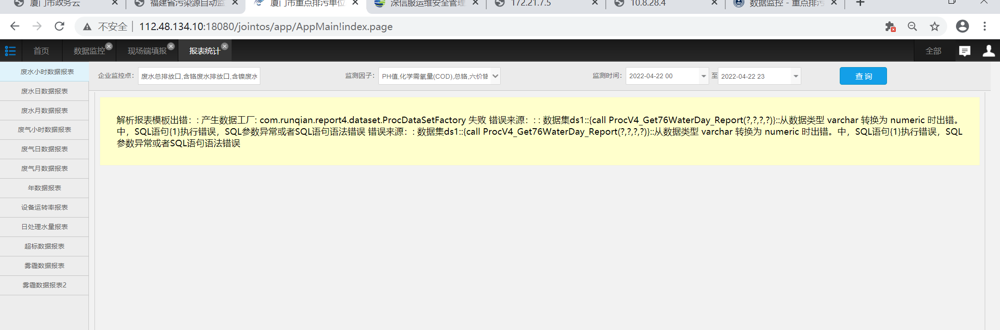 厦门市政务云
福建省污染源自动监
厦门市重点排污单位
深信服运维安全管理
172.21.7.5
10.8.28.4
数据监控 - 重点排污
不安全
112.48.134.10:18080/jointos/app/AppMain!index.page
首页
数据监控
现场端填报
报表统计
全部
废水小时数据报表
废水日数据报表
废水月数据报表
废气小时数据报表
废气日数据报表
废气月数据报表
年数据报表
设备运转率报表
日处理水量报表
超标数据报表
雾霾数据报表
雾霾数据报表2
企业监控点：
废水总排放口,含铬废水排放口,含镍废水
监测因子：
PH值,化学需氧量(COD),总铬,六价铬
监测时间：
2022-04-22 00
至
2022-04-22 23
查 询
解析报表模板出错：: 产生数据工厂: com.runqian.report4.dataset.ProcDataSetFactory 失败 错误来源：: : 数据集ds1::{call ProcV4_Get76WaterDay_Report(?,?,?,?)}::从数据类型 varchar 转换为 numeric 时出错。
中，SQL语句{1}执行错误，SQL参数异常或者SQL语句语法错误 错误来源：: 数据集ds1::{call ProcV4_Get76WaterDay_Report(?,?,?,?)}::从数据类型 varchar 转换为 numeric 时出错。中，SQL语句{1}执行错误，SQL
参数异常或者SQL语句语法错误